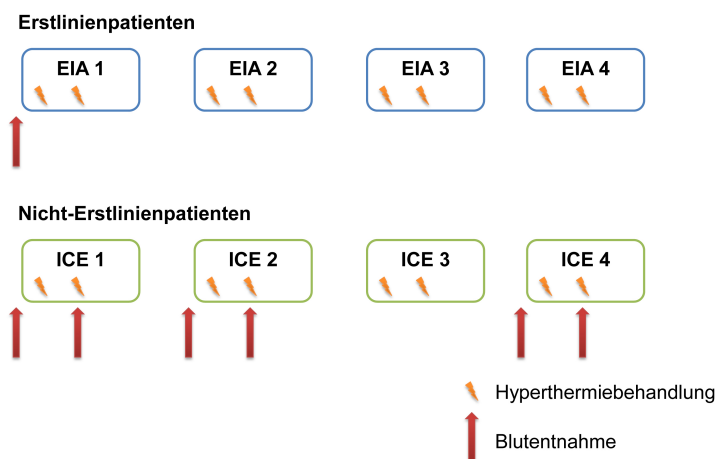 Erstlinienpatienten
EIA 1 EIA 2 EIA 3 EIA 4
Nicht-Erstlinienpatienten
ICE 1 ICE 2 ICE 3 ICE 4
Hyperthermiebehandlung
Blutentnahme